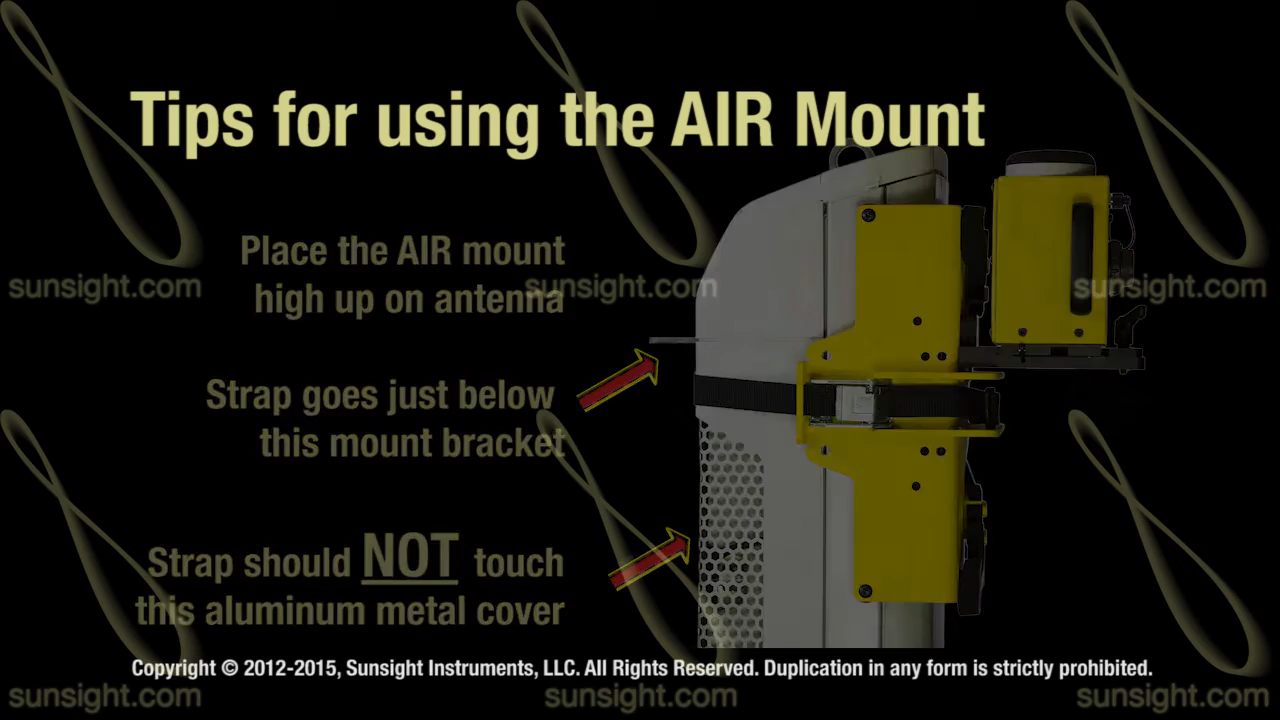 Tips for using the AIR Mount
Place the AIR mount
high up on antenna
sunsight.com
sunsight.com
sunsight.com
Strap goes just below
this mount bracket
Strap should NOT touch
this aluminum metal cover
Copyright © 2012-2015, Sunsight Instruments, LLC. All Rights Reserved. Duplication in any form is strictly prohibited.
sunsight.com
sunsight.com
sunsight.com